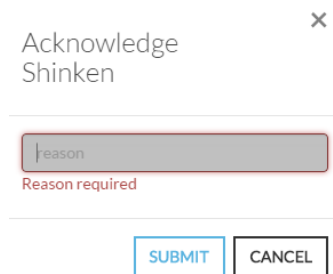 Acknowledge
Shinken
reason
Reason required
SUBMIT CANCEL